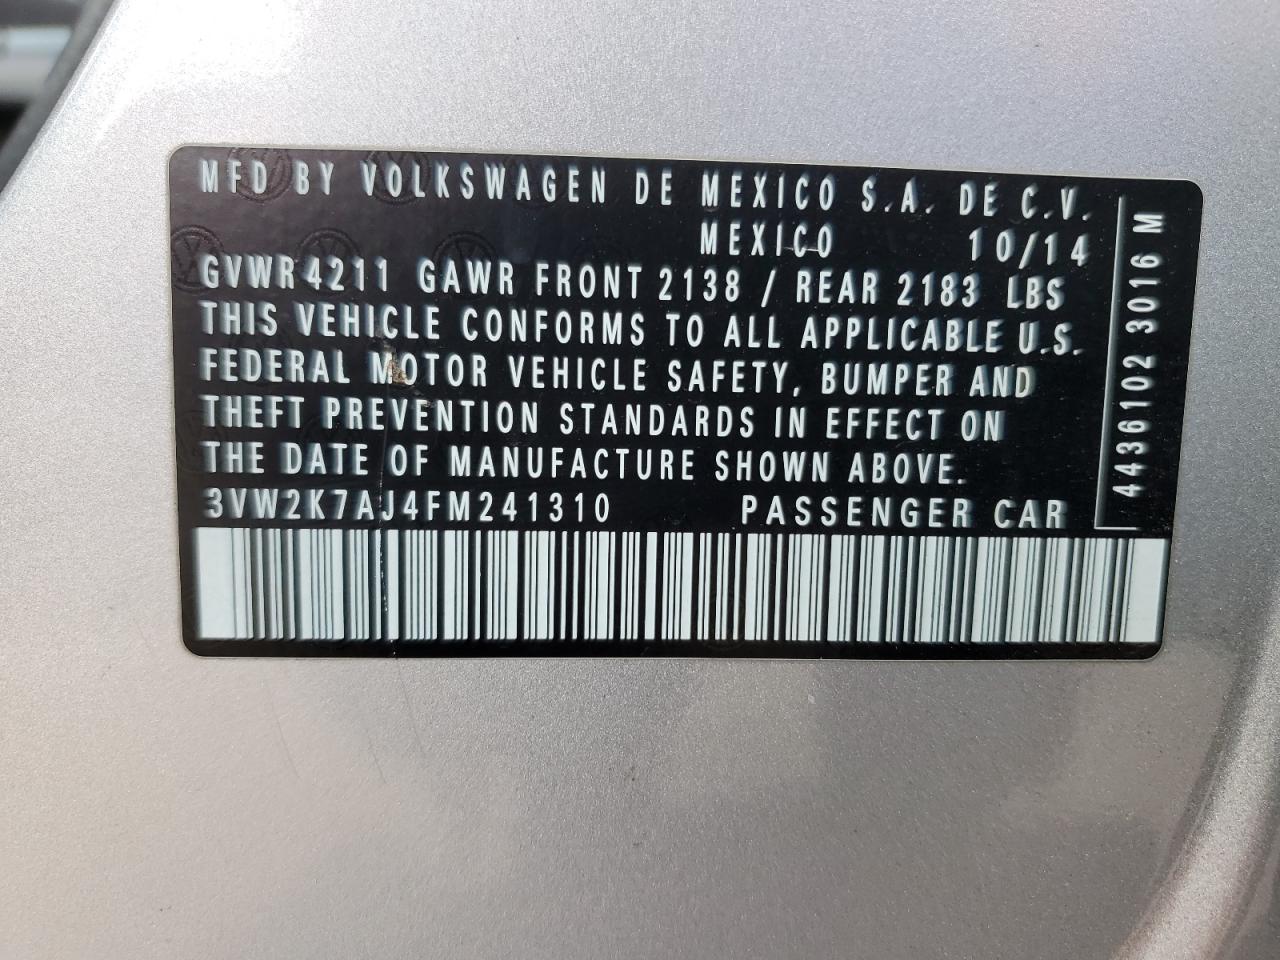 MFD BY VOLKSWAGEN DE MEXICO S.A. DE C.V.
MEXICO 10/14
GVWR 4211 GAWR FRONT 2138 / REAR 2183 LBS
THIS VEHICLE CONFORMS TO ALL APPLICABLE U.S.
FEDERAL MOTOR VEHICLE SAFETY, BUMPER AND
THEFT PREVENTION STANDARDS IN EFFECT ON
THE DATE OF MANUFACTURE SHOWN ABOVE.
3VW2K7AJ4FM241310 PASSENGER CAR
4436102 3016 M